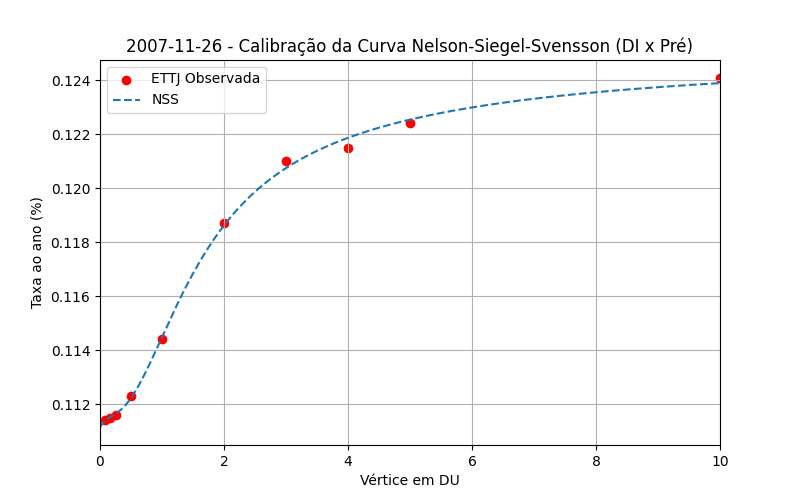 2007-11-26 - Calibração da Curva Nelson-Siegel-Svensson (DI x Pré)
ETTJ Observada
NSS
Taxa ao ano (%)
0.124
0.122
0.120
0.118
0.116
0.114
0.112
0
2
4
6
8
10
Vértice em DU